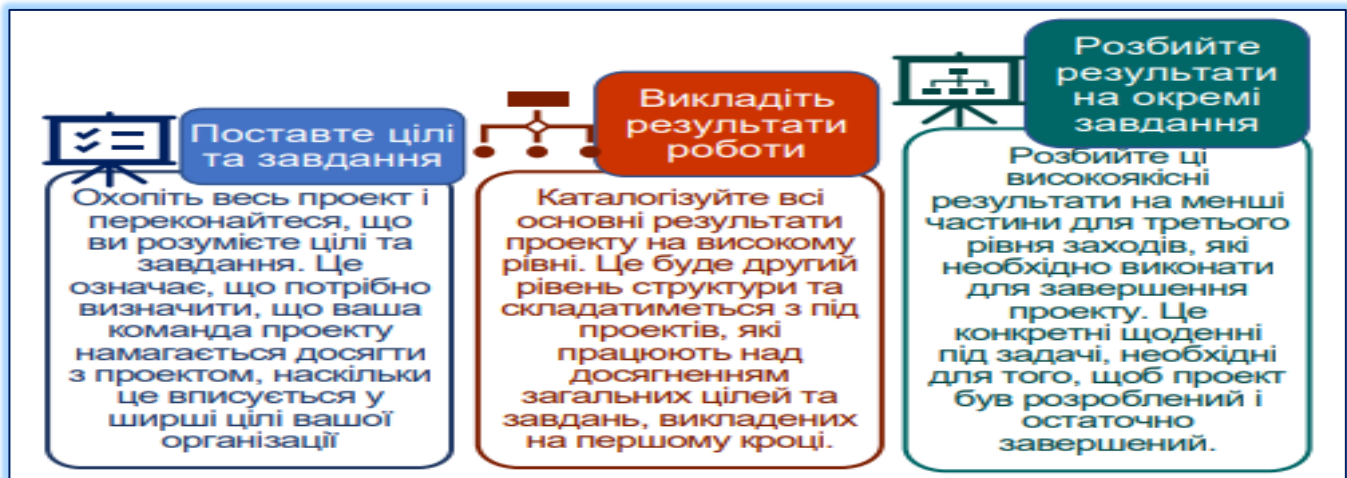 Поставте цілі
та завдання
Охопіть весь проект і
переконайтеся, що
ви розумієте цілі та
завдання. Це
означає, що потрібно
визначити, що ваша
команда проекту
намагається досягти
з проектом, наскільки
це вписується у
ширші цілі вашої
організації
Викладіть
результати
роботи
Каталогізуйте всі
основні результати
проекту на високому
рівні. Це буде другий
рівень структури та
складатиметься з під
проектів, які
працюють над
досягненням
загальних цілей та
завдань, викладених
на першому кроці.
Розбийте
результати
на окремі
завдання
Розбийте ці
високоякісні
результати на менші
частини для третього
рівня заходів, які
необхідно виконати
для завершення
проекту. Це
конкретні щоденні
під задачі, необхідні
для того, щоб проект
був розроблений і
остаточно
завершений.